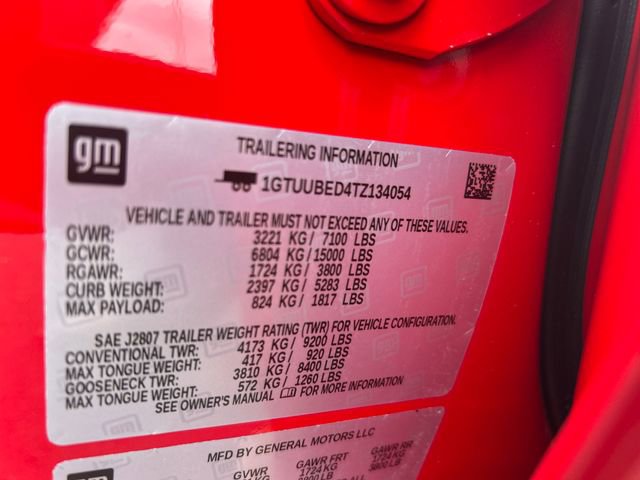 gm
TRAILERING INFORMATION
1GTUUBED4TZ134054
VEHICLE AND TRAILER MUST NOT EXCEED ANY OF THESE VALUES.
GVWR: 3221 KG/ 7100 LBS
GCWR: 6804 KG/15000 LBS
RGAWR: 1724 KG/ 3800 LBS
CURB WEIGHT: 2397 KG/ 5283 LBS
MAX PAYLOAD: 824 KG/ 1817 LBS
SAE J2807 TRAILER WEIGHT RATING (TWR) FOR VEHICLE CONFIGURATION.
CONVENTIONAL TWR: 4173 KG/ 9200 LBS
MAX TONGUE WEIGHT: 417 KG/ 920 LBS
GOOSENECK TWR: 3810 KG/ 8400 LBS
MAX TONGUE WEIGHT: 572 KG/ 1260 LBS
SEE OWNER'S MANUAL FOR MORE INFORMATION
MFD BY GENERAL MOTORS LLC
GVWR GAWR FRT GAWR RR
1724 KG 1724 KG
3800 LB